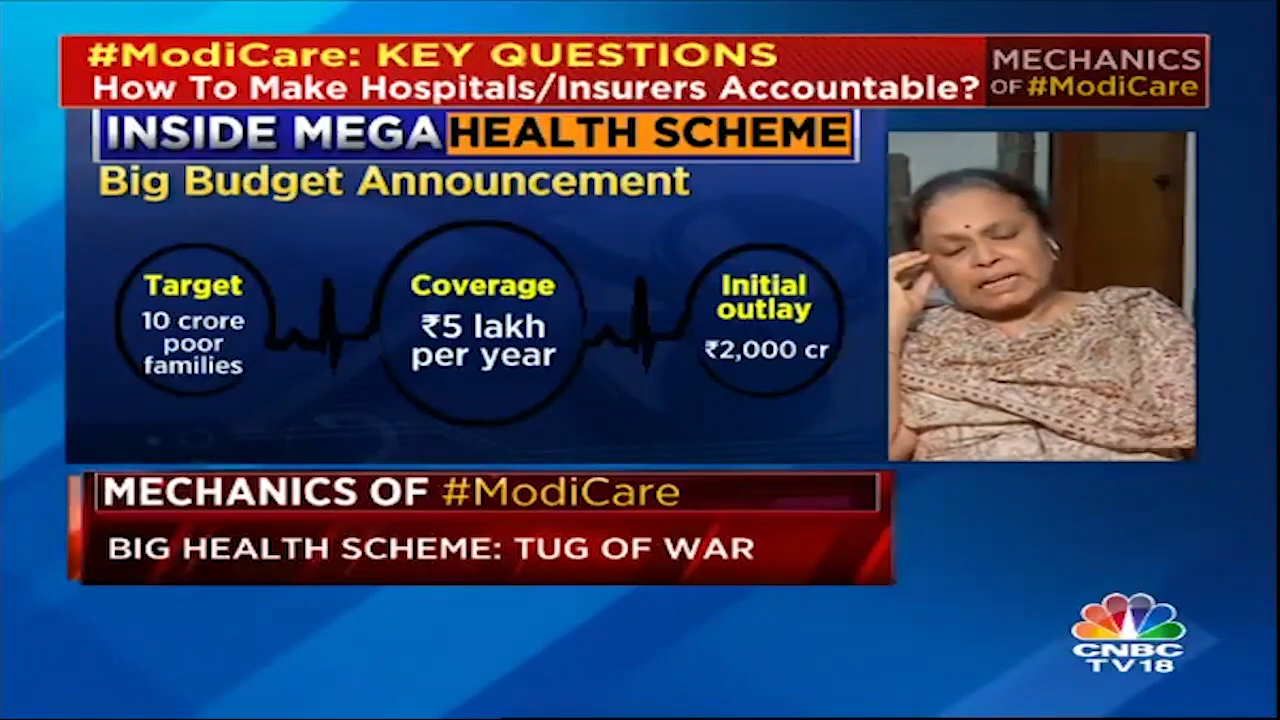 #ModiCare: KEY QUESTIONS
How To Make Hospitals/Insurers Accountable?
MECHANICS
OF #ModiCare
INSIDE MEGA HEALTH SCHEME
Big Budget Announcement
Target
10 crore
poor
families
Coverage
₹5 lakh
per year
Initial
outlay
₹2,000 cr
MECHANICS OF #ModiCare
BIG HEALTH SCHEME: TUG OF WAR
CNBC
TV18